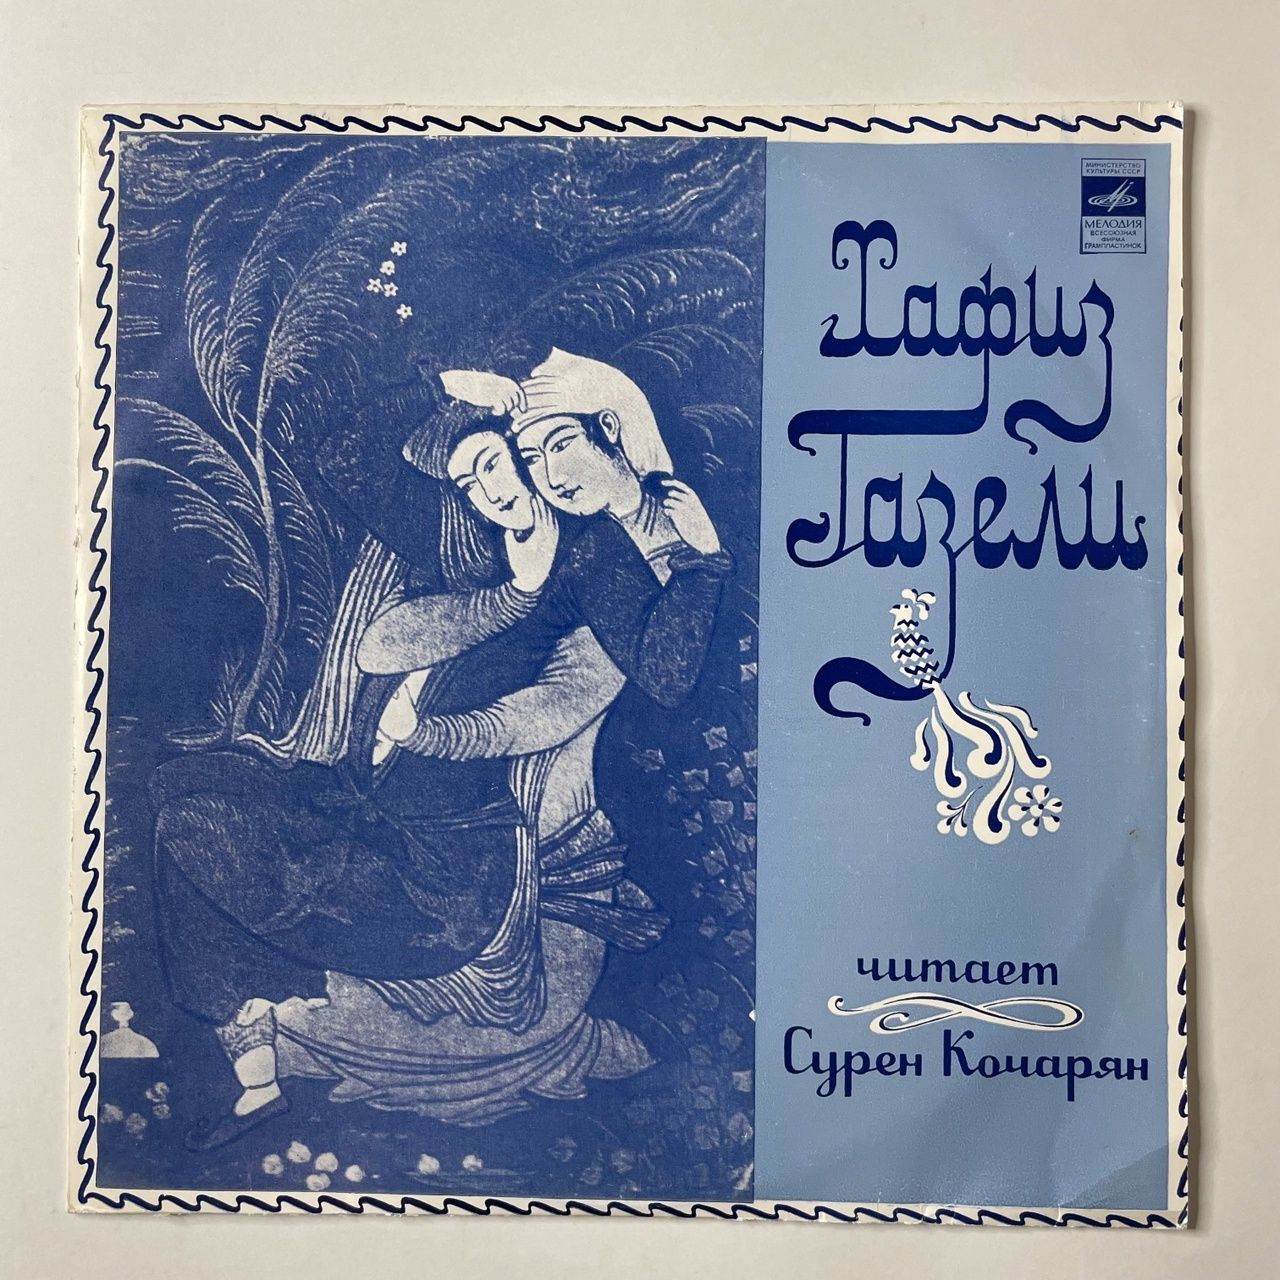 МИНИСТЕРСТВО
КУЛЬТУРЫ СССР
МЕЛОДИЯ
ВСЕСОЮЗНАЯ
ФИРМА
ГРАМПЛАСТИНОК
Хафиз
Газели
читает
Сурен Кочарян